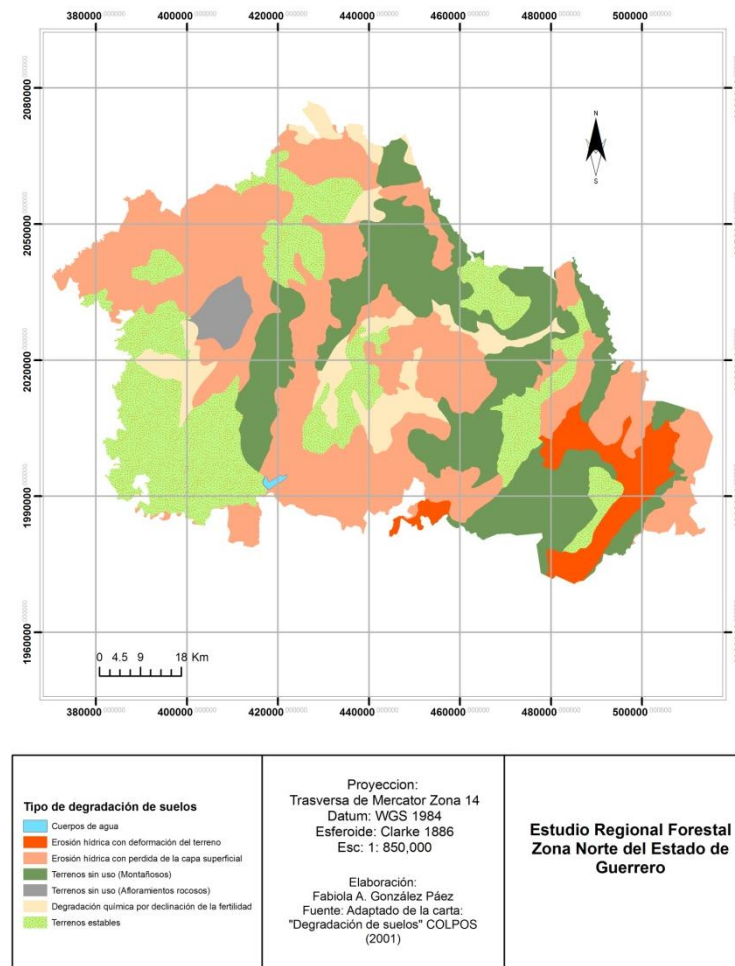 380000 400000 420000 440000 460000 480000 500000
2080000
2050000
2020000
1990000
1960000
N
S
0 4.5 9 18 Km
380000 400000 420000 440000 460000 480000 500000
Tipo de degradación de suelos
Cuerpos de agua
Erosión hídrica con deformación del terreno
Erosión hídrica con perdida de la capa superficial
Terrenos sin uso (Montañosos)
Terrenos sin uso (Afloramientos rocosos)
Degradación química por declinación de la fertilidad
Terrenos estables
Proyeccion:
Trasversa de Mercator Zona 14
Datum: WGS 1984
Esferoide: Clarke 1886
Esc: 1: 850,000
Elaboración:
Fabiola A. González Páez
Fuente: Adaptado de la carta:
"Degradación de suelos" COLPOS
(2001)
Estudio Regional Forestal
Zona Norte del Estado de
Guerrero